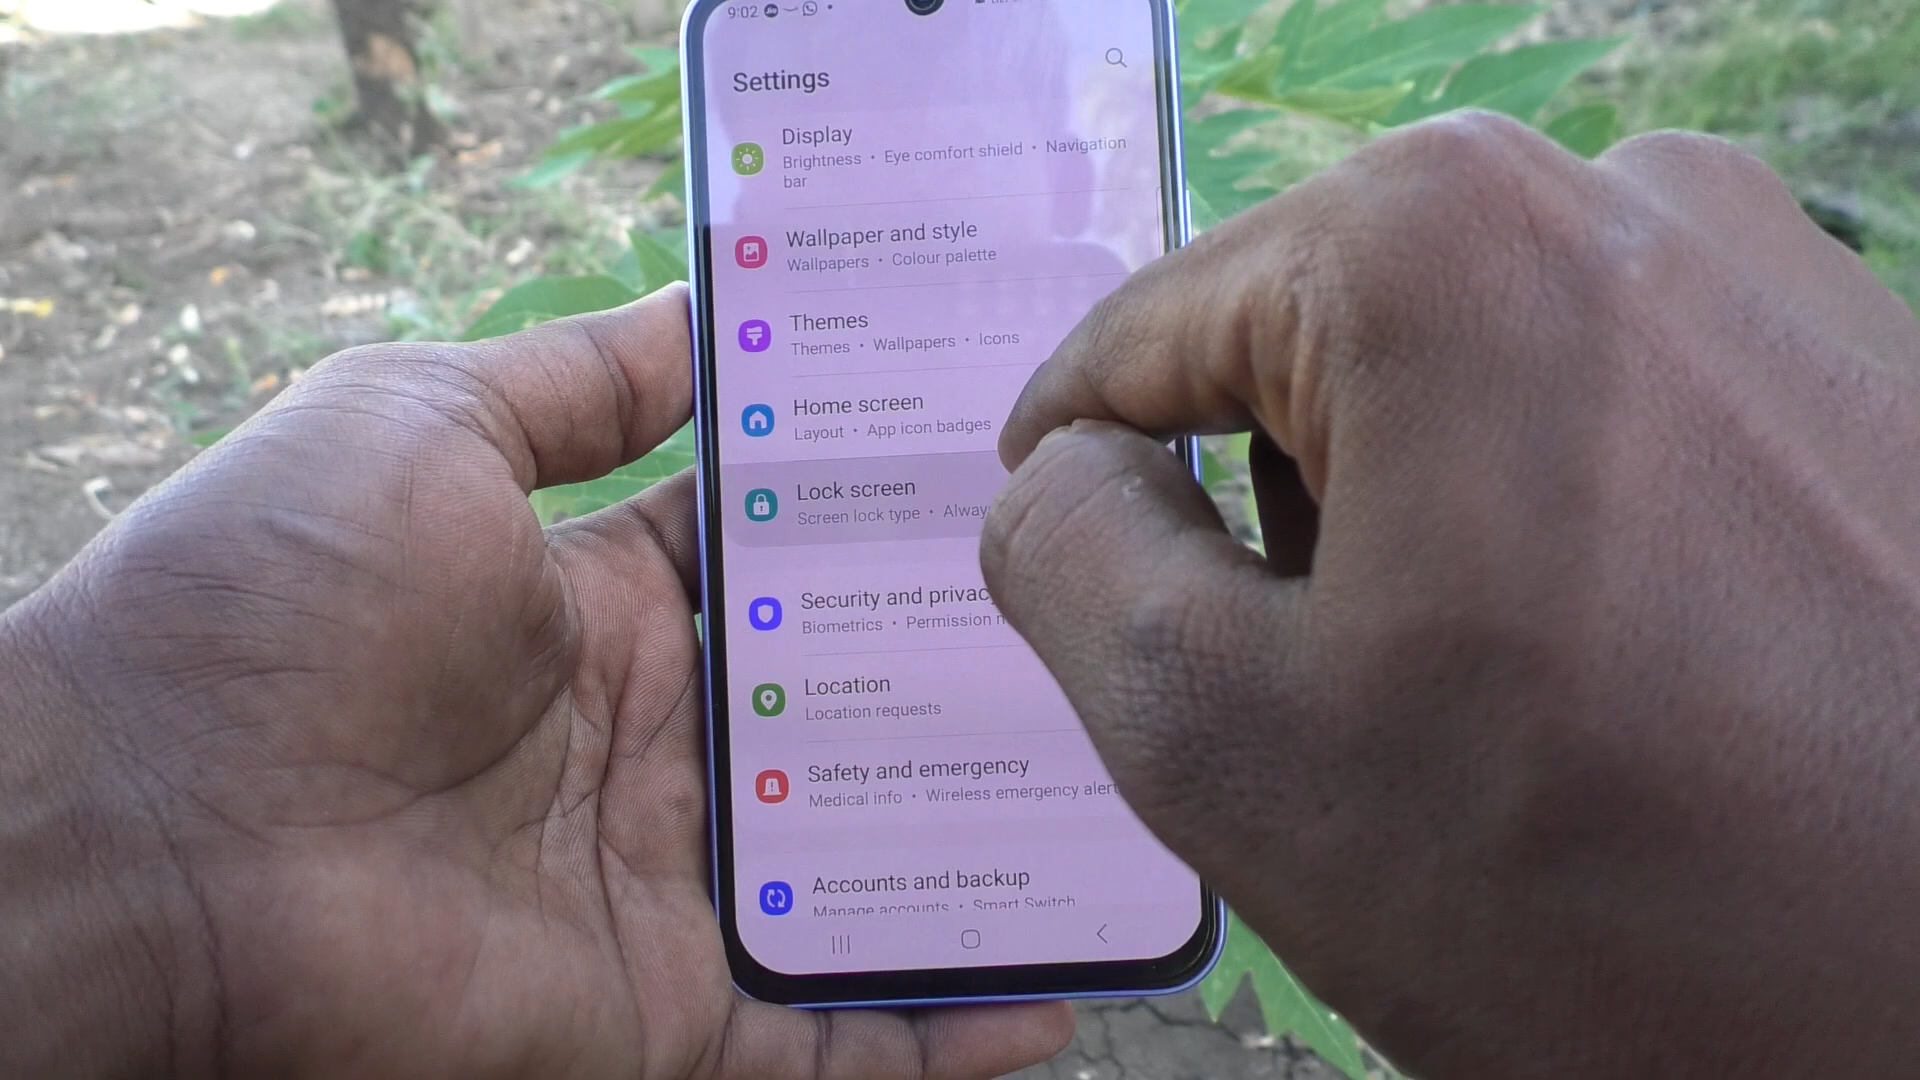 9:02
Settings
Display
Brightness • Eye comfort shield • Navigation
bar
Wallpaper and style
Wallpapers • Colour palette
Themes
Themes • Wallpapers • Icons
Home screen
Layout • App icon badges
Lock screen
Screen lock type • Alway
Security and privac
Biometrics • Permission
Location
Location requests
Safety and emergency
Medical info • Wireless emergency alert
Accounts and backup
Manage accounts • Smart Switch